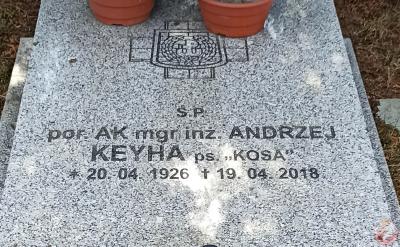 Ś.P.
por. AK mgr inż. ANDRZEJ
KEYHA ps. „KOSA"
* 20. 04. 1926 † 19. 04. 2018